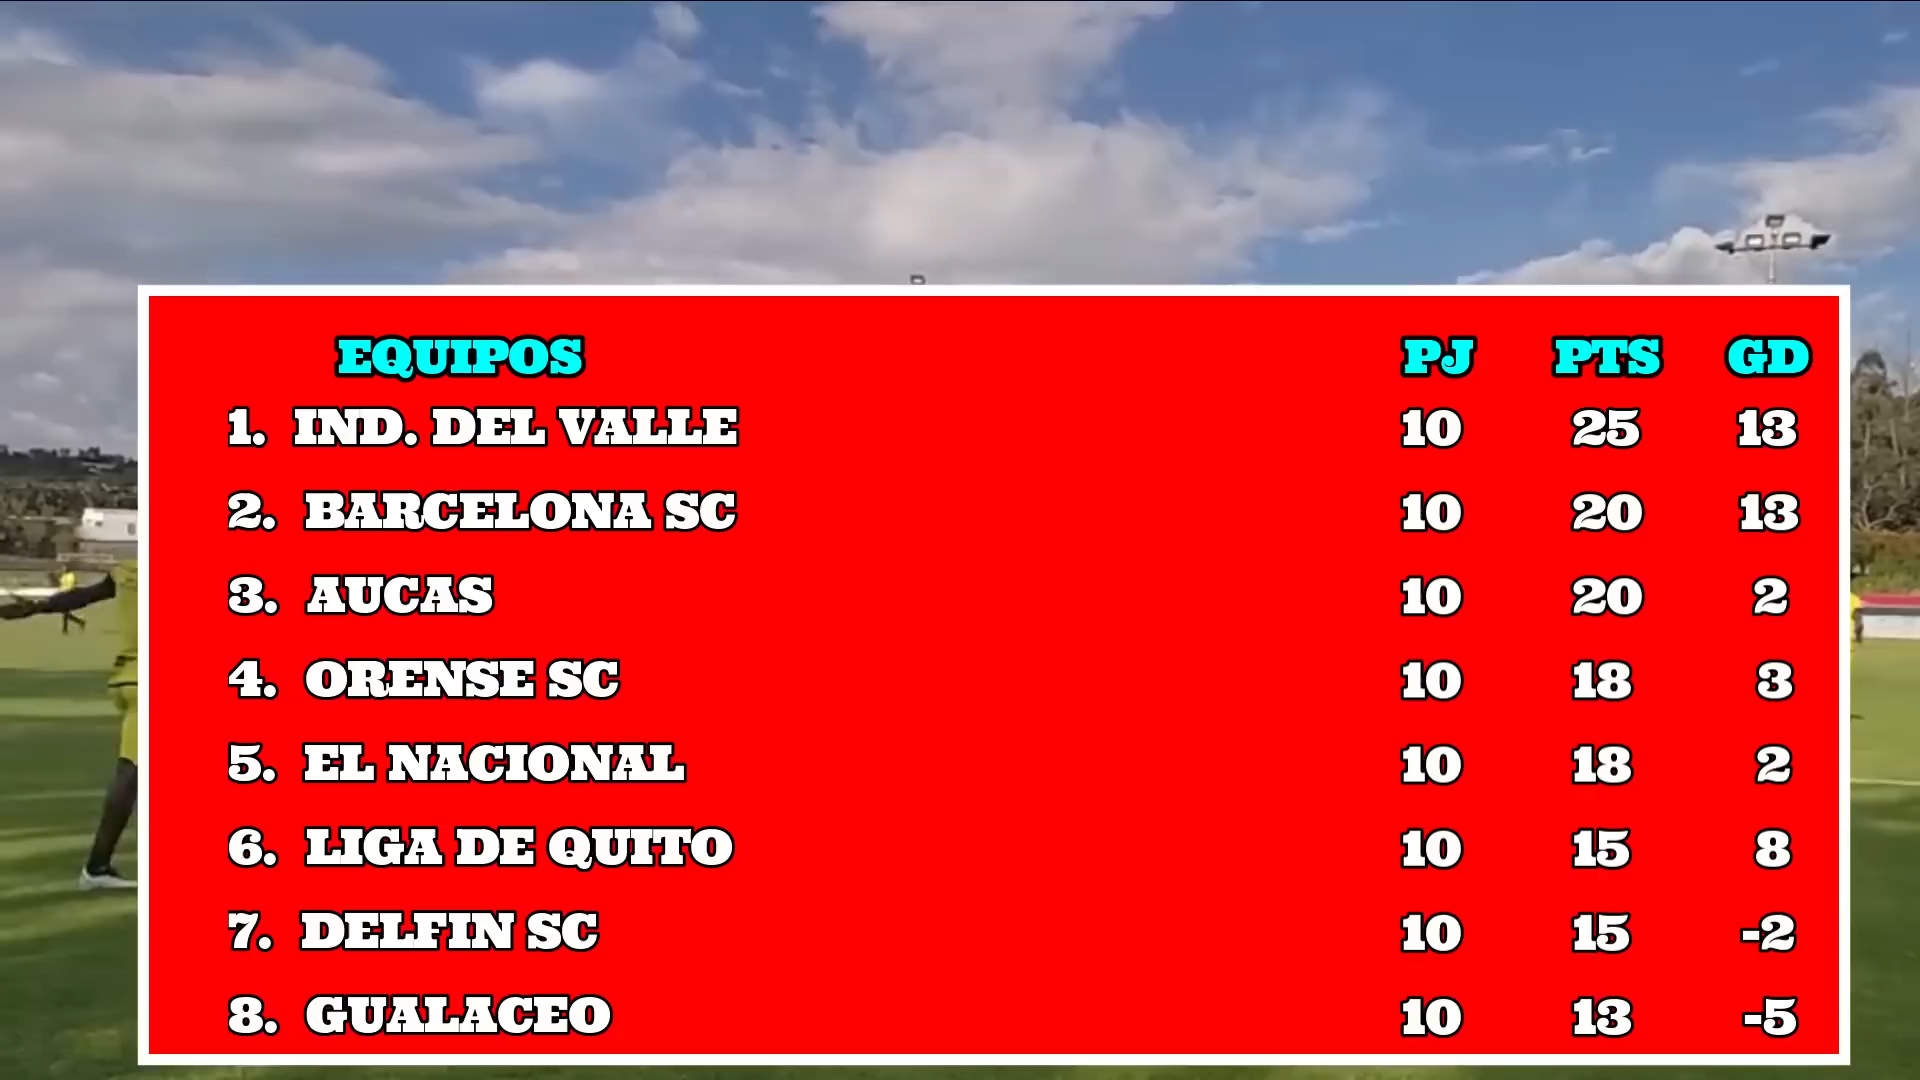 EQUIPOS PJ PTS GD
1. IND. DEL VALLE 10 25 13
2. BARCELONA SC 10 20 13
3. AUCAS 10 20 2
4. ORENSE SC 10 18 3
5. EL NACIONAL 10 18 2
6. LIGA DE QUITO 10 15 8
7. DELFIN SC 10 15 -2
8. GUALACEO 10 13 -5